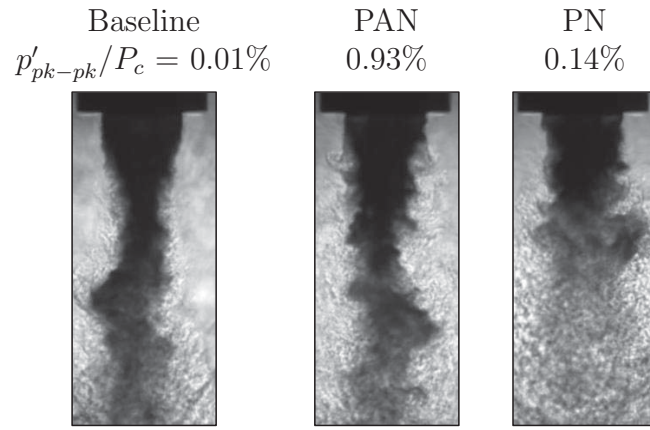 Baseline PAN PN
p′pk−pk/Pc = 0.01% 0.93% 0.14%